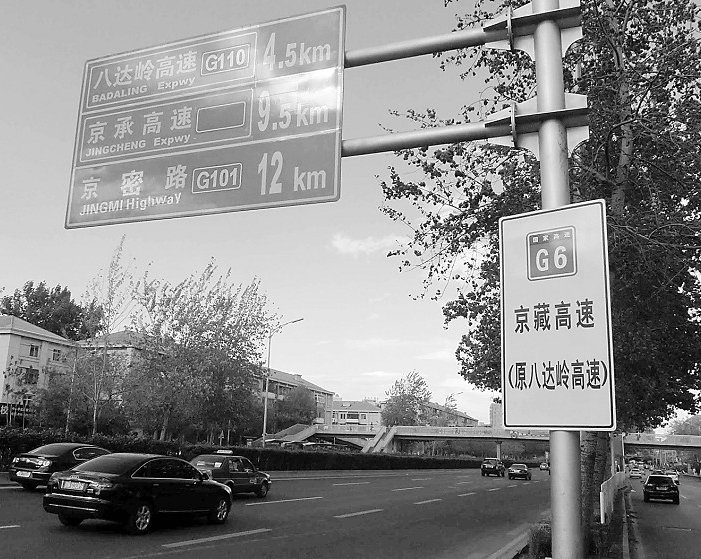 八达岭高速 G110 4.5km
BADALING Expwy
京承高速 9.5km
JINGCHENG Expwy
京密路 G101 12km
JINGMI Highway
国家高速
G6
京藏高速
(原八达岭高速)